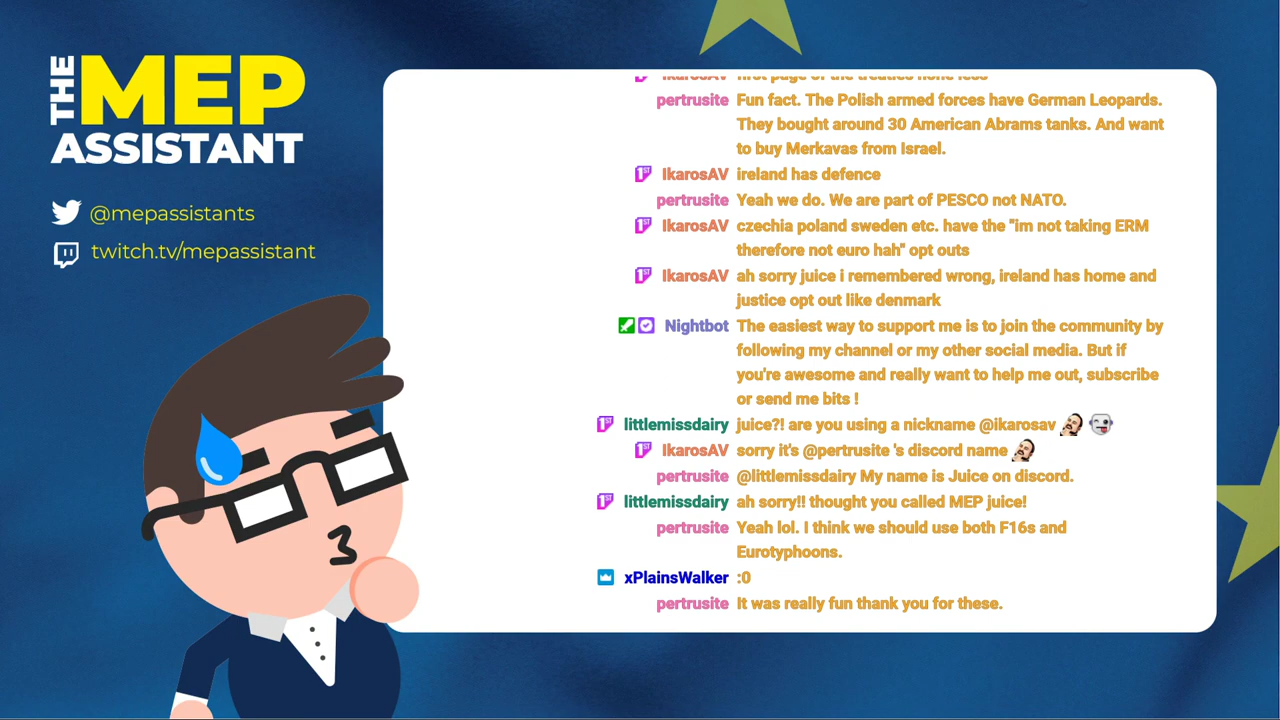 THE
MEP
ASSISTANT
@mepassistants
twitch.tv/mepassistant
IkarosAV first page of the treaties none less
pertrusite Fun fact. The Polish armed forces have German Leopards.
They bought around 30 American Abrams tanks. And want
to buy Merkavas from Israel.
IkarosAV ireland has defence
pertrusite Yeah we do. We are part of PESCO not NATO.
IkarosAV czechia poland sweden etc. have the "im not taking ERM
therefore not euro hah" opt outs
IkarosAV ah sorry juice i remembered wrong, ireland has home and
justice opt out like denmark
Nightbot The easiest way to support me is to join the community by
following my channel or my other social media. But if
you're awesome and really want to help me out, subscribe
or send me bits !
littlemissdairy juice?! are you using a nickname @ikarosav
IkarosAV sorry it's @pertrusite 's discord name
pertrusite @littlemissdairy My name is Juice on discord.
littlemissdairy ah sorry!! thought you called MEP juice!
pertrusite Yeah lol. I think we should use both F16s and
Eurotyphoons.
xPlainsWalker :0
pertrusite It was really fun thank you for these.